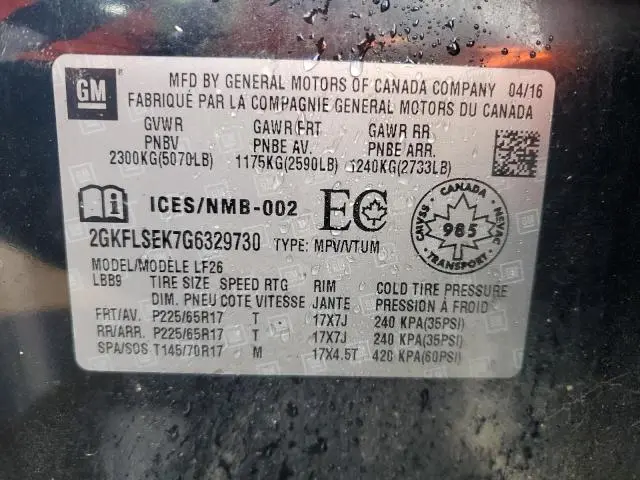 GM
MFD BY GENERAL MOTORS OF CANADA COMPANY 04/16
FABRIQUÉ PAR LA COMPAGNIE GENERAL MOTORS DU CANADA
GVWR GAWR FRT GAWR RR
PNBV PNBE AV. PNBE ARR.
2300KG(5070LB) 1175KG(2590LB) 1240KG(2733LB)
i ICES/NMB-002 EC
CANADA
CMVSS NSVAC
985
TRANSPORT
2GKFLSEK7G6329730 TYPE: MPV/VTUM
MODEL/MODÈLE LF26
LBB9 TIRE SIZE SPEED RTG RIM COLD TIRE PRESSURE
DIM. PNEU COTE VITESSE JANTE PRESSION À FROID
FRT/AV. P225/65R17 T 17X7J 240 KPA(35PSI)
RR/ARR. P225/65R17 T 17X7J 240 KPA(35PSI)
SPA/SOS T145/70R17 M 17X4.5T 420 KPA(60PSI)